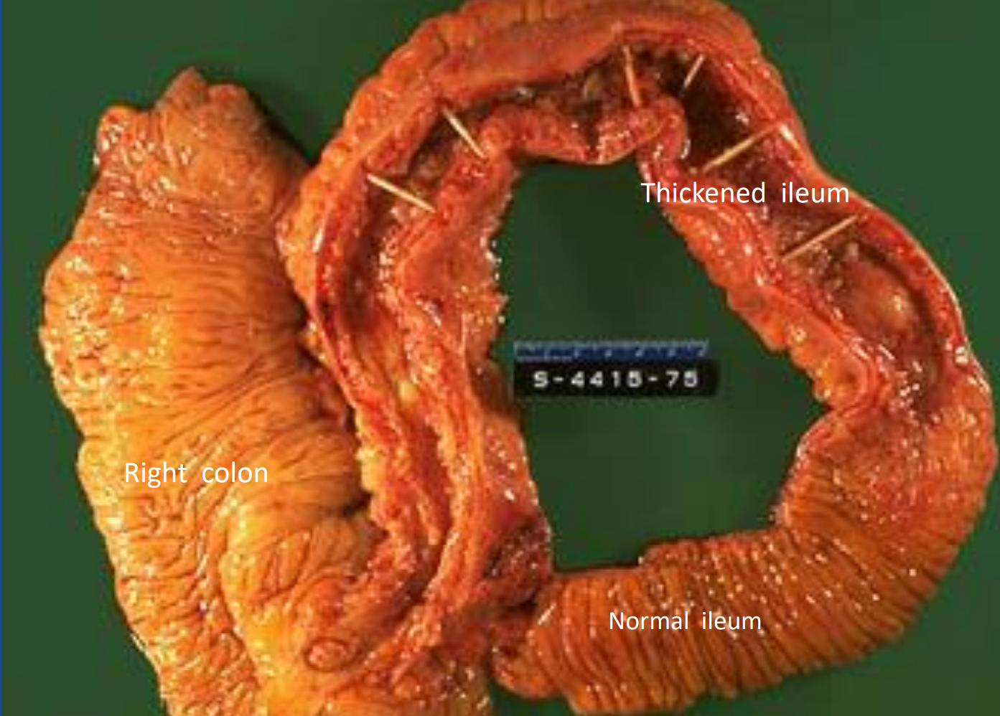 Thickened ileum
S-4415-75
Right colon
Normal ileum